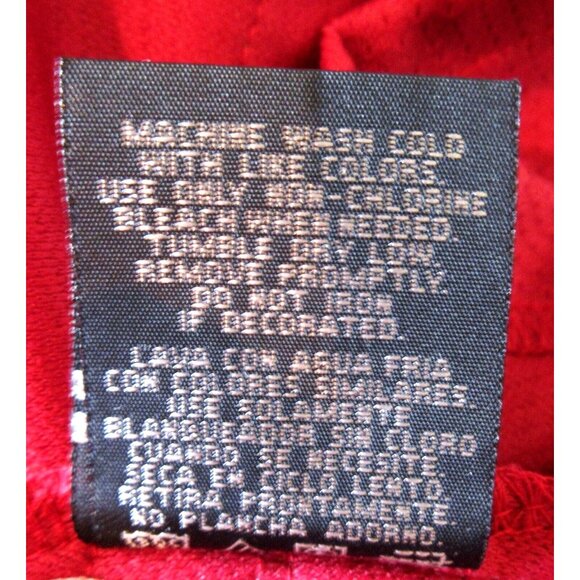 MACHINE WASH COLD
WITH LIKE COLORS
USE ONLY NON-CHLORINE
BLEACH WHEN NEEDED.
TUMBLE DRY LOW.
REMOVE PROMPTLY.
DO NOT IRON
IF DECORATED.
LAVA CON AGUA FRIA
CON COLORES SIMILARES.
USE SOLAMENTE
BLANQUEADOR SIN CLORO
CUANDO SE NECESITE
SECA EN CICLO LENTO.
RETIRA PRONTAMENTE.
NO PLANCHA ADORNO.